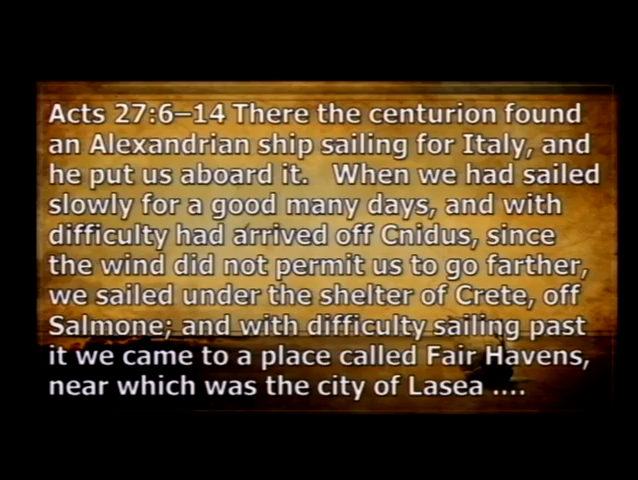 Acts 27:6–14 There the centurion found
an Alexandrian ship sailing for Italy, and
he put us aboard it.   When we had sailed
slowly for a good many days, and with
difficulty had arrived off Cnidus, since
the wind did not permit us to go farther,
we sailed under the shelter of Crete, off
Salmone; and with difficulty sailing past
it we came to a place called Fair Havens,
near which was the city of Lasea ....